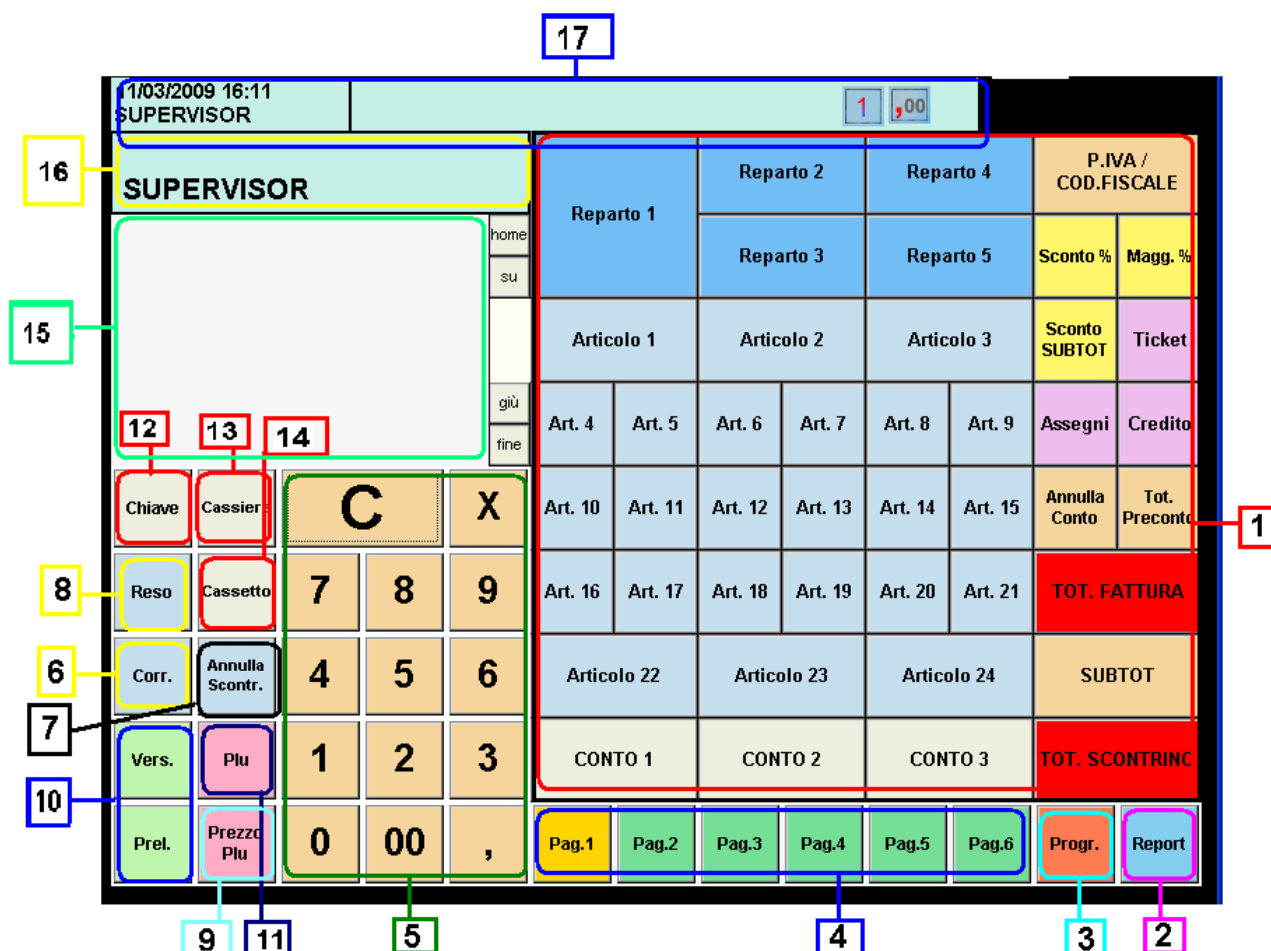 17
11/03/2009 16:11
SUPERVISOR
1 ,00
16
SUPERVISOR
Reparto 1
Reparto 2
Reparto 4
P.IVA /
COD.FISCALE
home
Reparto 3
Reparto 5
Sconto %
Magg. %
su
15
Articolo 1
Articolo 2
Articolo 3
Sconto
SUBTOT
Ticket
giù
12
13
14
fine
Art. 4
Art. 5
Art. 6
Art. 7
Art. 8
Art. 9
Assegni
Credito
Chiave
Cassiere
C
X
Art. 10
Art. 11
Art. 12
Art. 13
Art. 14
Art. 15
Annulla
Conto
Tot.
Preconto
1
8
Reso
Cassetto
7
8
9
Art. 16
Art. 17
Art. 18
Art. 19
Art. 20
Art. 21
TOT. FATTURA
6
Corr.
Annulla
Scontr.
4
5
6
Articolo 22
Articolo 23
Articolo 24
SUBTOT
7
Vers.
Plu
1
2
3
CONTO 1
CONTO 2
CONTO 3
TOT. SCONTRINO
10
Prel.
Prezzo
Plu
0
00
,
Pag.1
Pag.2
Pag.3
Pag.4
Pag.5
Pag.6
Progr.
Report
9
11
5
4
3
2